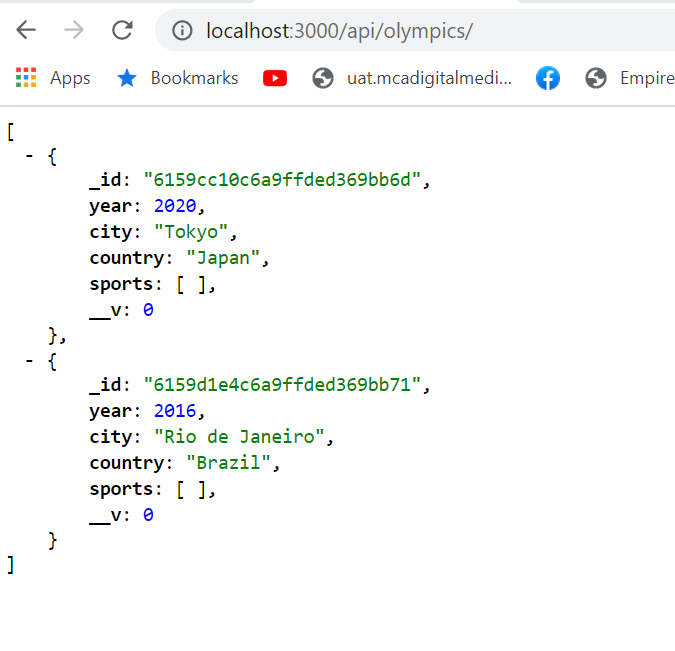 localhost:3000/api/olympics/
Apps Bookmarks uat.mcadigitalmedi... Empire
[
- {
_id: "6159cc10c6a9ffded369bb6d",
year: 2020,
city: "Tokyo",
country: "Japan",
sports: [ ],
__v: 0
},
- {
_id: "6159d1e4c6a9ffded369bb71",
year: 2016,
city: "Rio de Janeiro",
country: "Brazil",
sports: [ ],
__v: 0
}
]